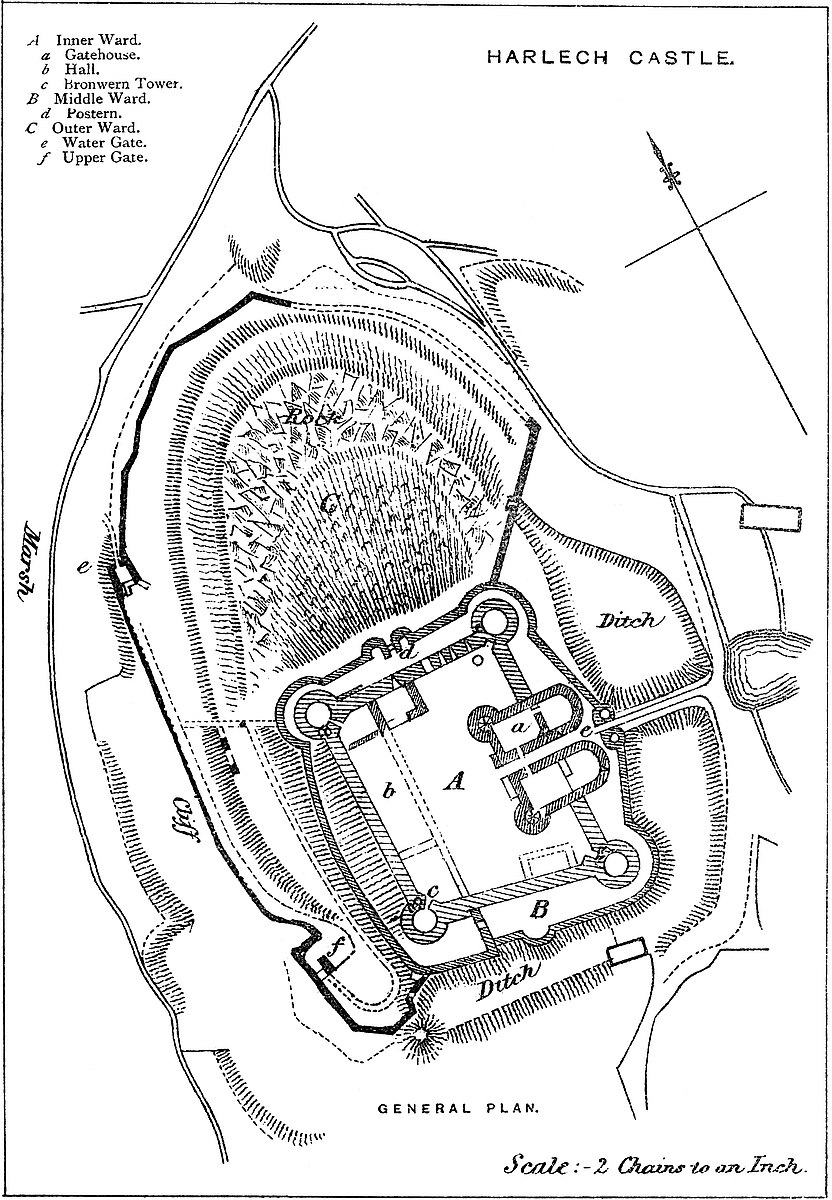 A Inner Ward.
a Gatehouse.
b Hall.
c Bronwern Tower.
B Middle Ward.
d Postern.
C Outer Ward.
e Water Gate.
f Upper Gate.
HARLECH CASTLE.
Rock
C
Marsh
e
Ditch
d
a
e
b
A
Cliff
c
B
f
Ditch
GENERAL PLAN.
Scale:-2 Chains to an Inch.